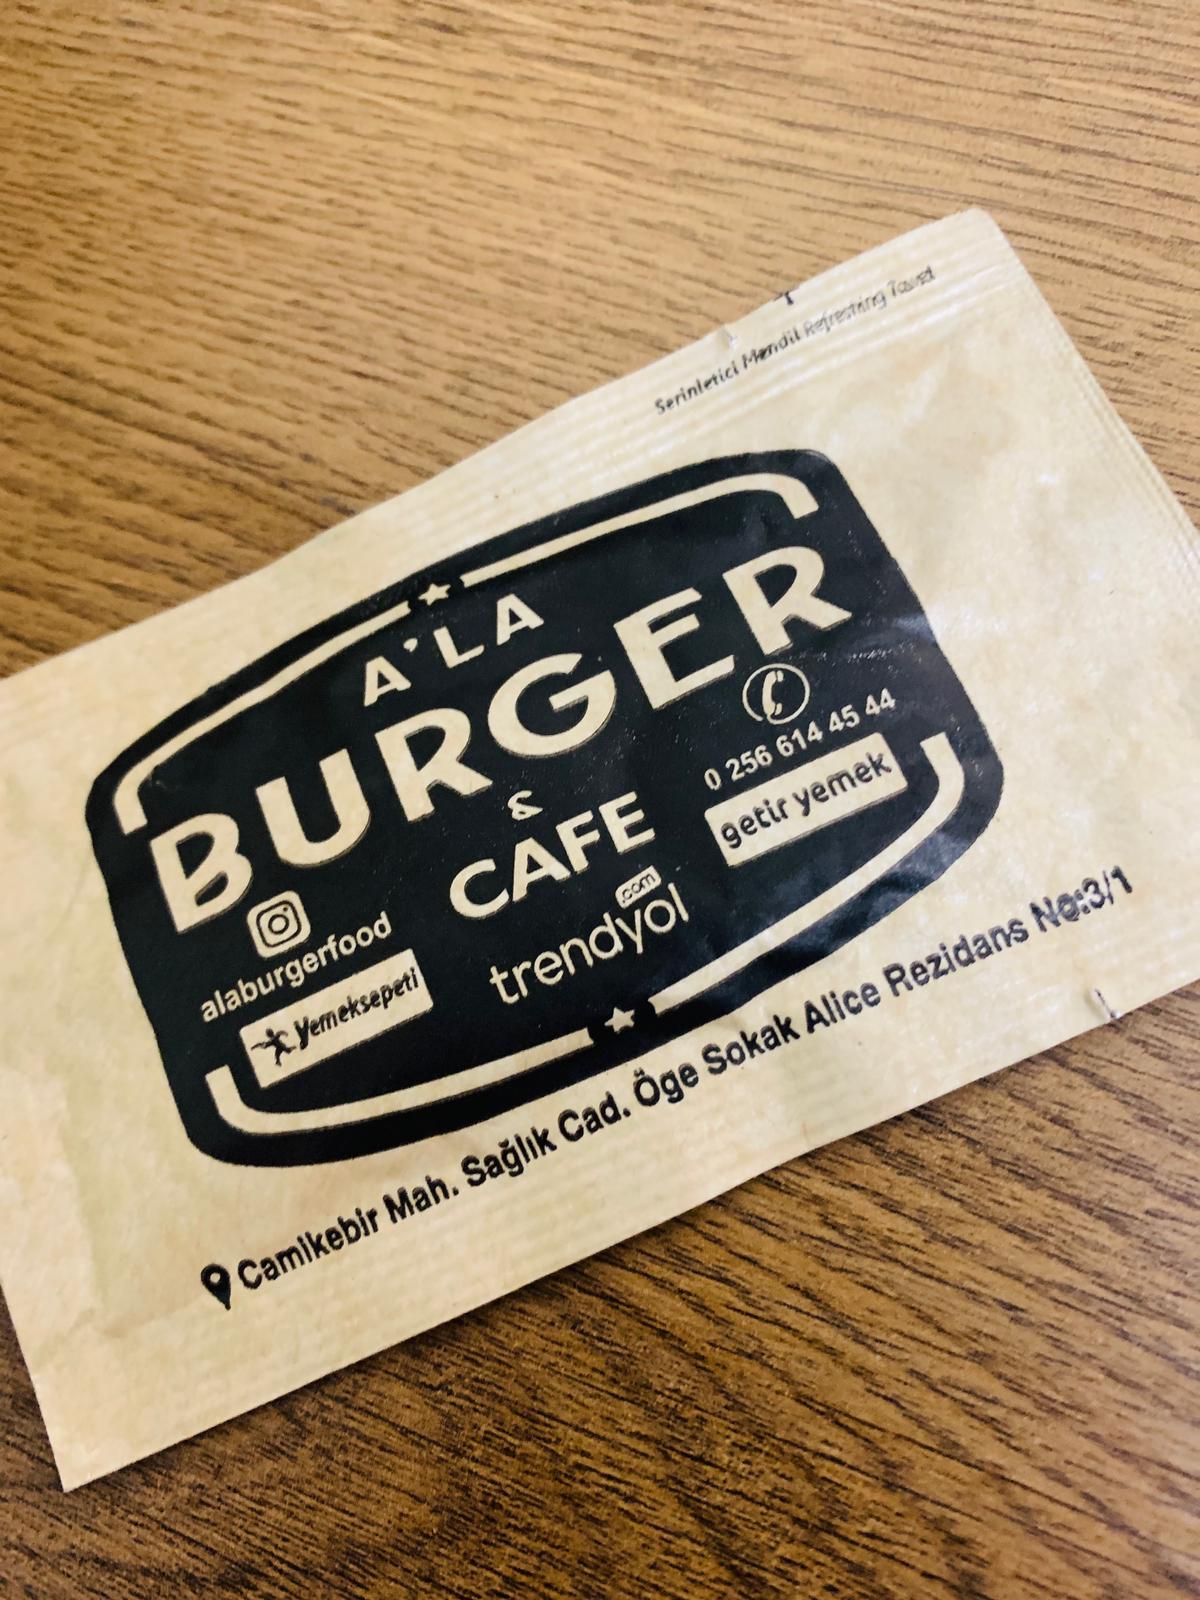 Serinletici Mendil Refreshing Towel
A'LA
BURGER
&
CAFE
0 256 614 45 44
getir yemek
alaburgerfood
yemeksepeti
trendyol
.com
Camikebir Mah. Sağlık Cad. Öge Sokak Alice Rezidans No:3/1